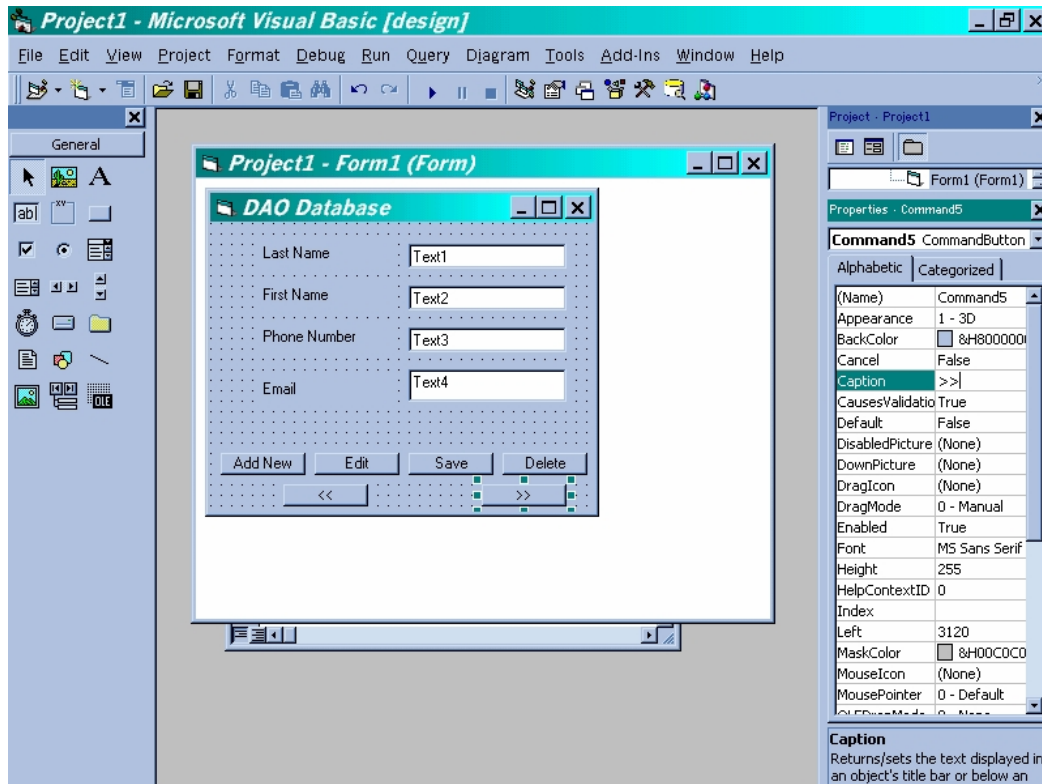 Project1 - Microsoft Visual Basic [design]
File Edit View Project Format Debug Run Query Diagram Tools Add-Ins Window Help
General
A
abl
XV
OLE
Project1 - Form1 (Form)
DAO Database
Last Name Text1
First Name Text2
Phone Number Text3
Email Text4
Add New Edit Save Delete
<< >>
Project - Project1
Form1 (Form1)
Properties - Command5
Command5 CommandButton
Alphabetic Categorized
(Name) Command5
Appearance 1 - 3D
BackColor &H800000
Cancel False
Caption >>
CausesValidatio True
Default False
DisabledPicture (None)
DownPicture (None)
DragIcon (None)
DragMode 0 - Manual
Enabled True
Font MS Sans Serif
Height 255
HelpContextID 0
Index
Left 3120
MaskColor &H00C0C0
MouseIcon (None)
MousePointer 0 - Default
Caption
Returns/sets the text displayed in
an object's title bar or below an